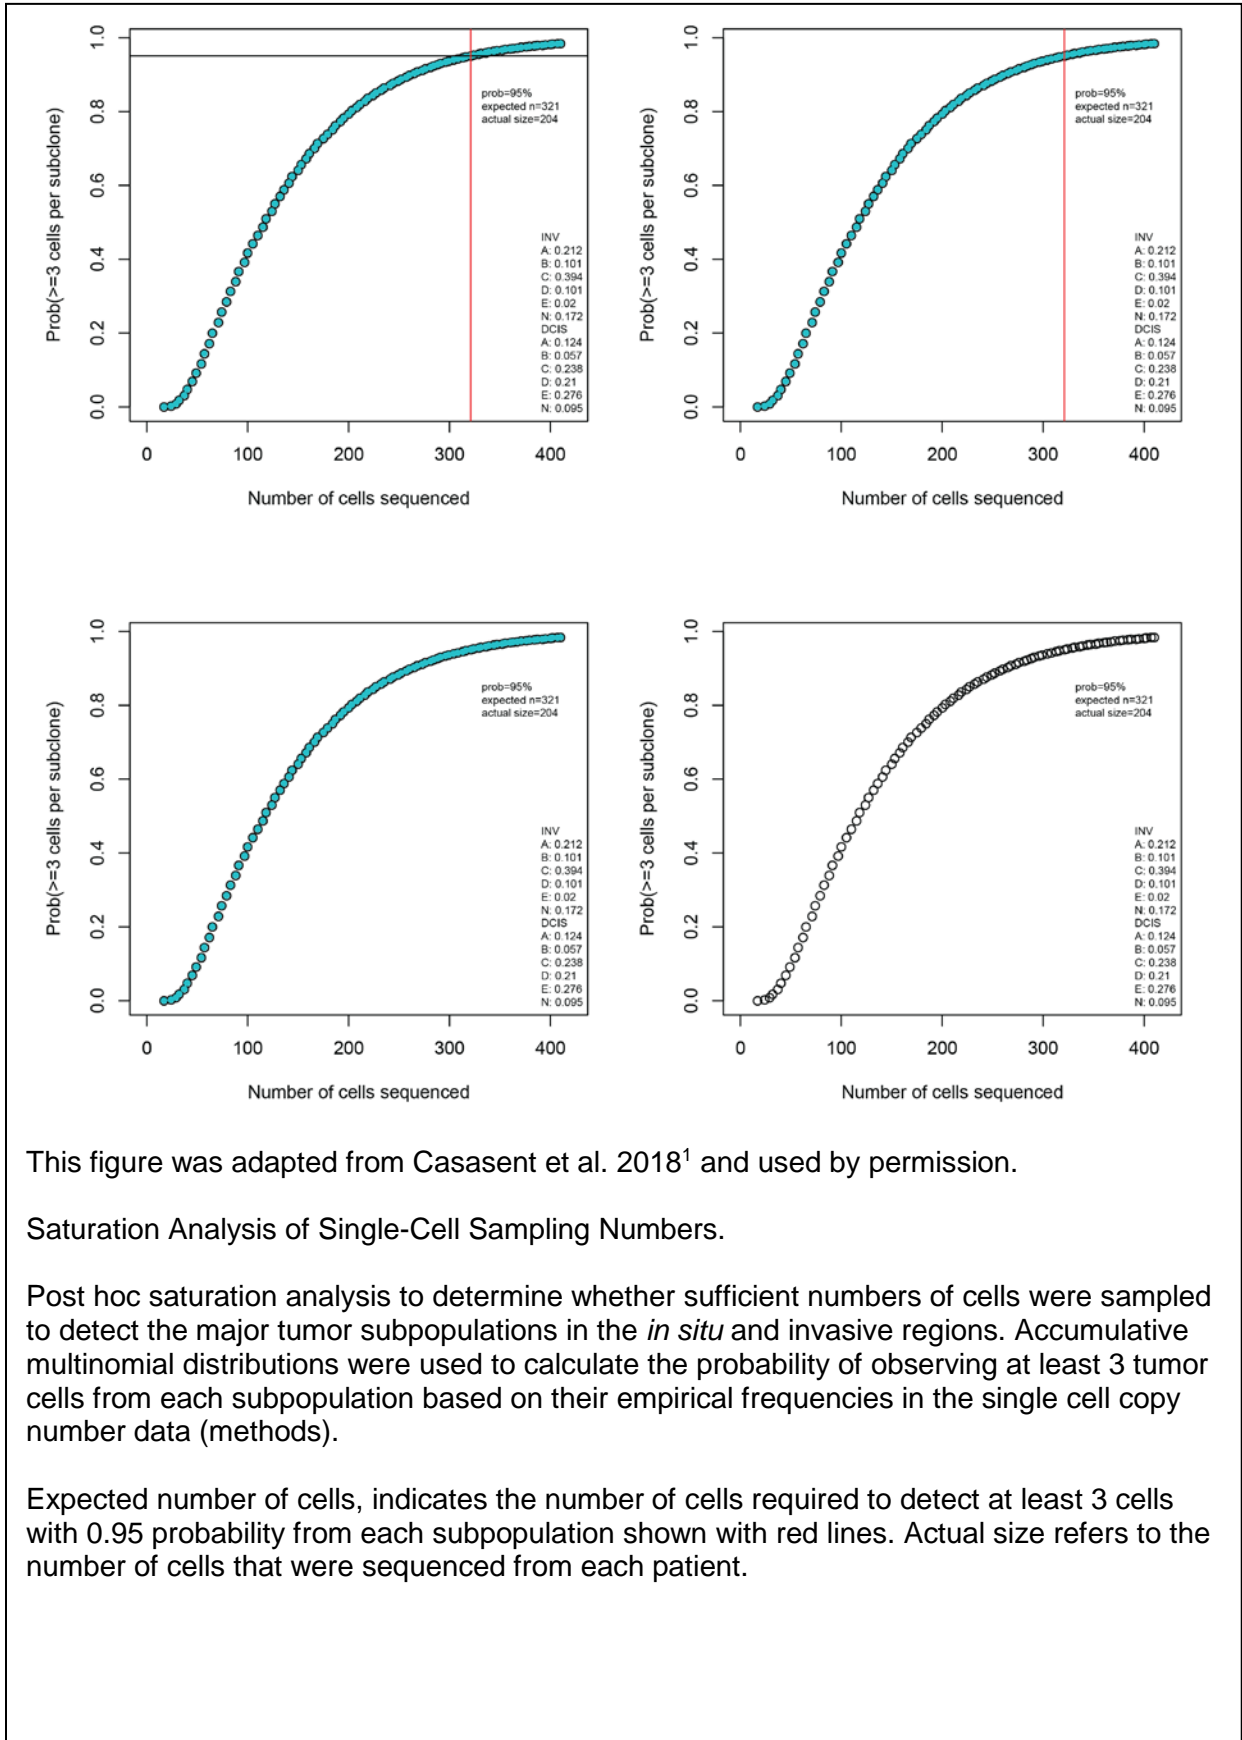 1.0
0.8
0.6
0.4
0.2
0.0
Prob(>=3 cells per subclone)
prob=95%
expected n=321
actual size=204
INV
A: 0.212
B: 0.101
C: 0.394
D: 0.101
E: 0.02
N: 0.172
DCIS
A: 0.124
B: 0.057
C: 0.238
D: 0.21
E: 0.276
N: 0.095
0 100 200 300 400
Number of cells sequenced
1.0
0.8
0.6
0.4
0.2
0.0
Prob(>=3 cells per subclone)
prob=95%
expected n=321
actual size=204
INV
A: 0.212
B: 0.101
C: 0.394
D: 0.101
E: 0.02
N: 0.172
DCIS
A: 0.124
B: 0.057
C: 0.238
D: 0.21
E: 0.276
N: 0.095
0 100 200 300 400
Number of cells sequenced
1.0
0.8
0.6
0.4
0.2
0.0
Prob(>=3 cells per subclone)
prob=95%
expected n=321
actual size=204
INV
A: 0.212
B: 0.101
C: 0.394
D: 0.101
E: 0.02
N: 0.172
DCIS
A: 0.124
B: 0.057
C: 0.238
D: 0.21
E: 0.276
N: 0.095
0 100 200 300 400
Number of cells sequenced
1.0
0.8
0.6
0.4
0.2
0.0
Prob(>=3 cells per subclone)
prob=95%
expected n=321
actual size=204
INV
A: 0.212
B: 0.101
C: 0.394
D: 0.101
E: 0.02
N: 0.172
DCIS
A: 0.124
B: 0.057
C: 0.238
D: 0.21
E: 0.276
N: 0.095
0 100 200 300 400
Number of cells sequenced
This figure was adapted from Casasent et al. 2018¹ and used by permission.
Saturation Analysis of Single-Cell Sampling Numbers.
Post hoc saturation analysis to determine whether sufficient numbers of cells were sampled
to detect the major tumor subpopulations in the in situ and invasive regions. Accumulative
multinomial distributions were used to calculate the probability of observing at least 3 tumor
cells from each subpopulation based on their empirical frequencies in the single cell copy
number data (methods).
Expected number of cells, indicates the number of cells required to detect at least 3 cells
with 0.95 probability from each subpopulation shown with red lines. Actual size refers to the
number of cells that were sequenced from each patient.